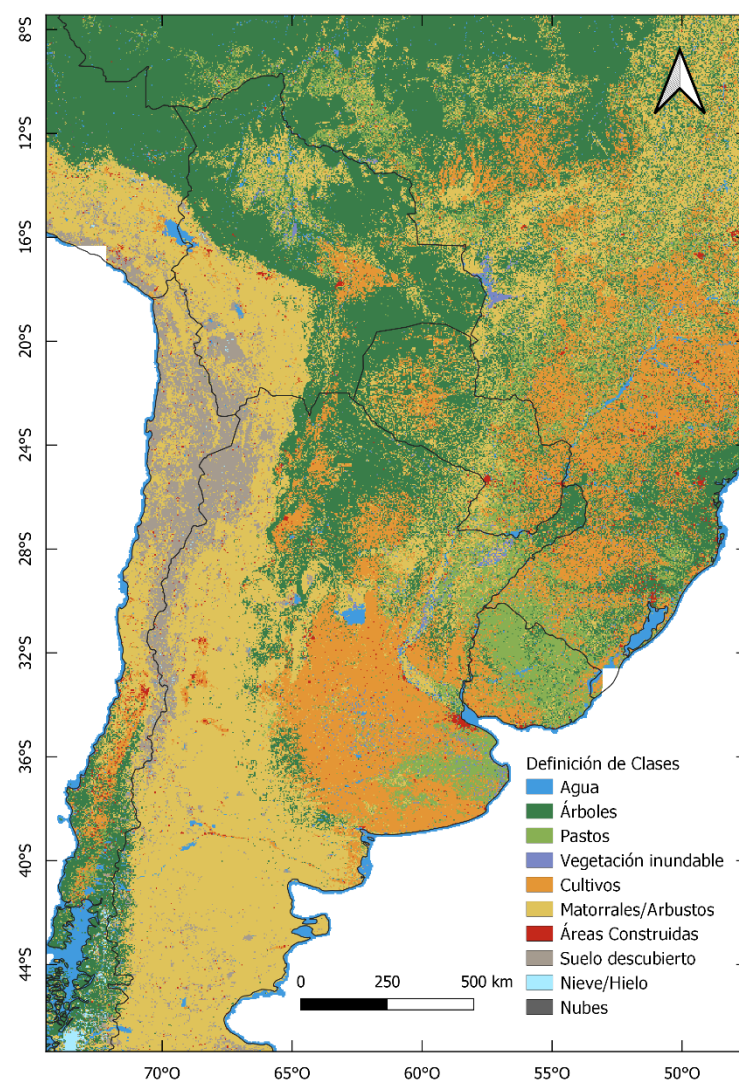 8°S
12°S
16°S
20°S
24°S
28°S
32°S
36°S
40°S
44°S
Definición de Clases
Agua
Árboles
Pastos
Vegetación inundable
Cultivos
Matorrales/Arbustos
Áreas Construidas
Suelo descubierto
Nieve/Hielo
Nubes
0 250 500 km
70°O 65°O 60°O 55°O 50°O